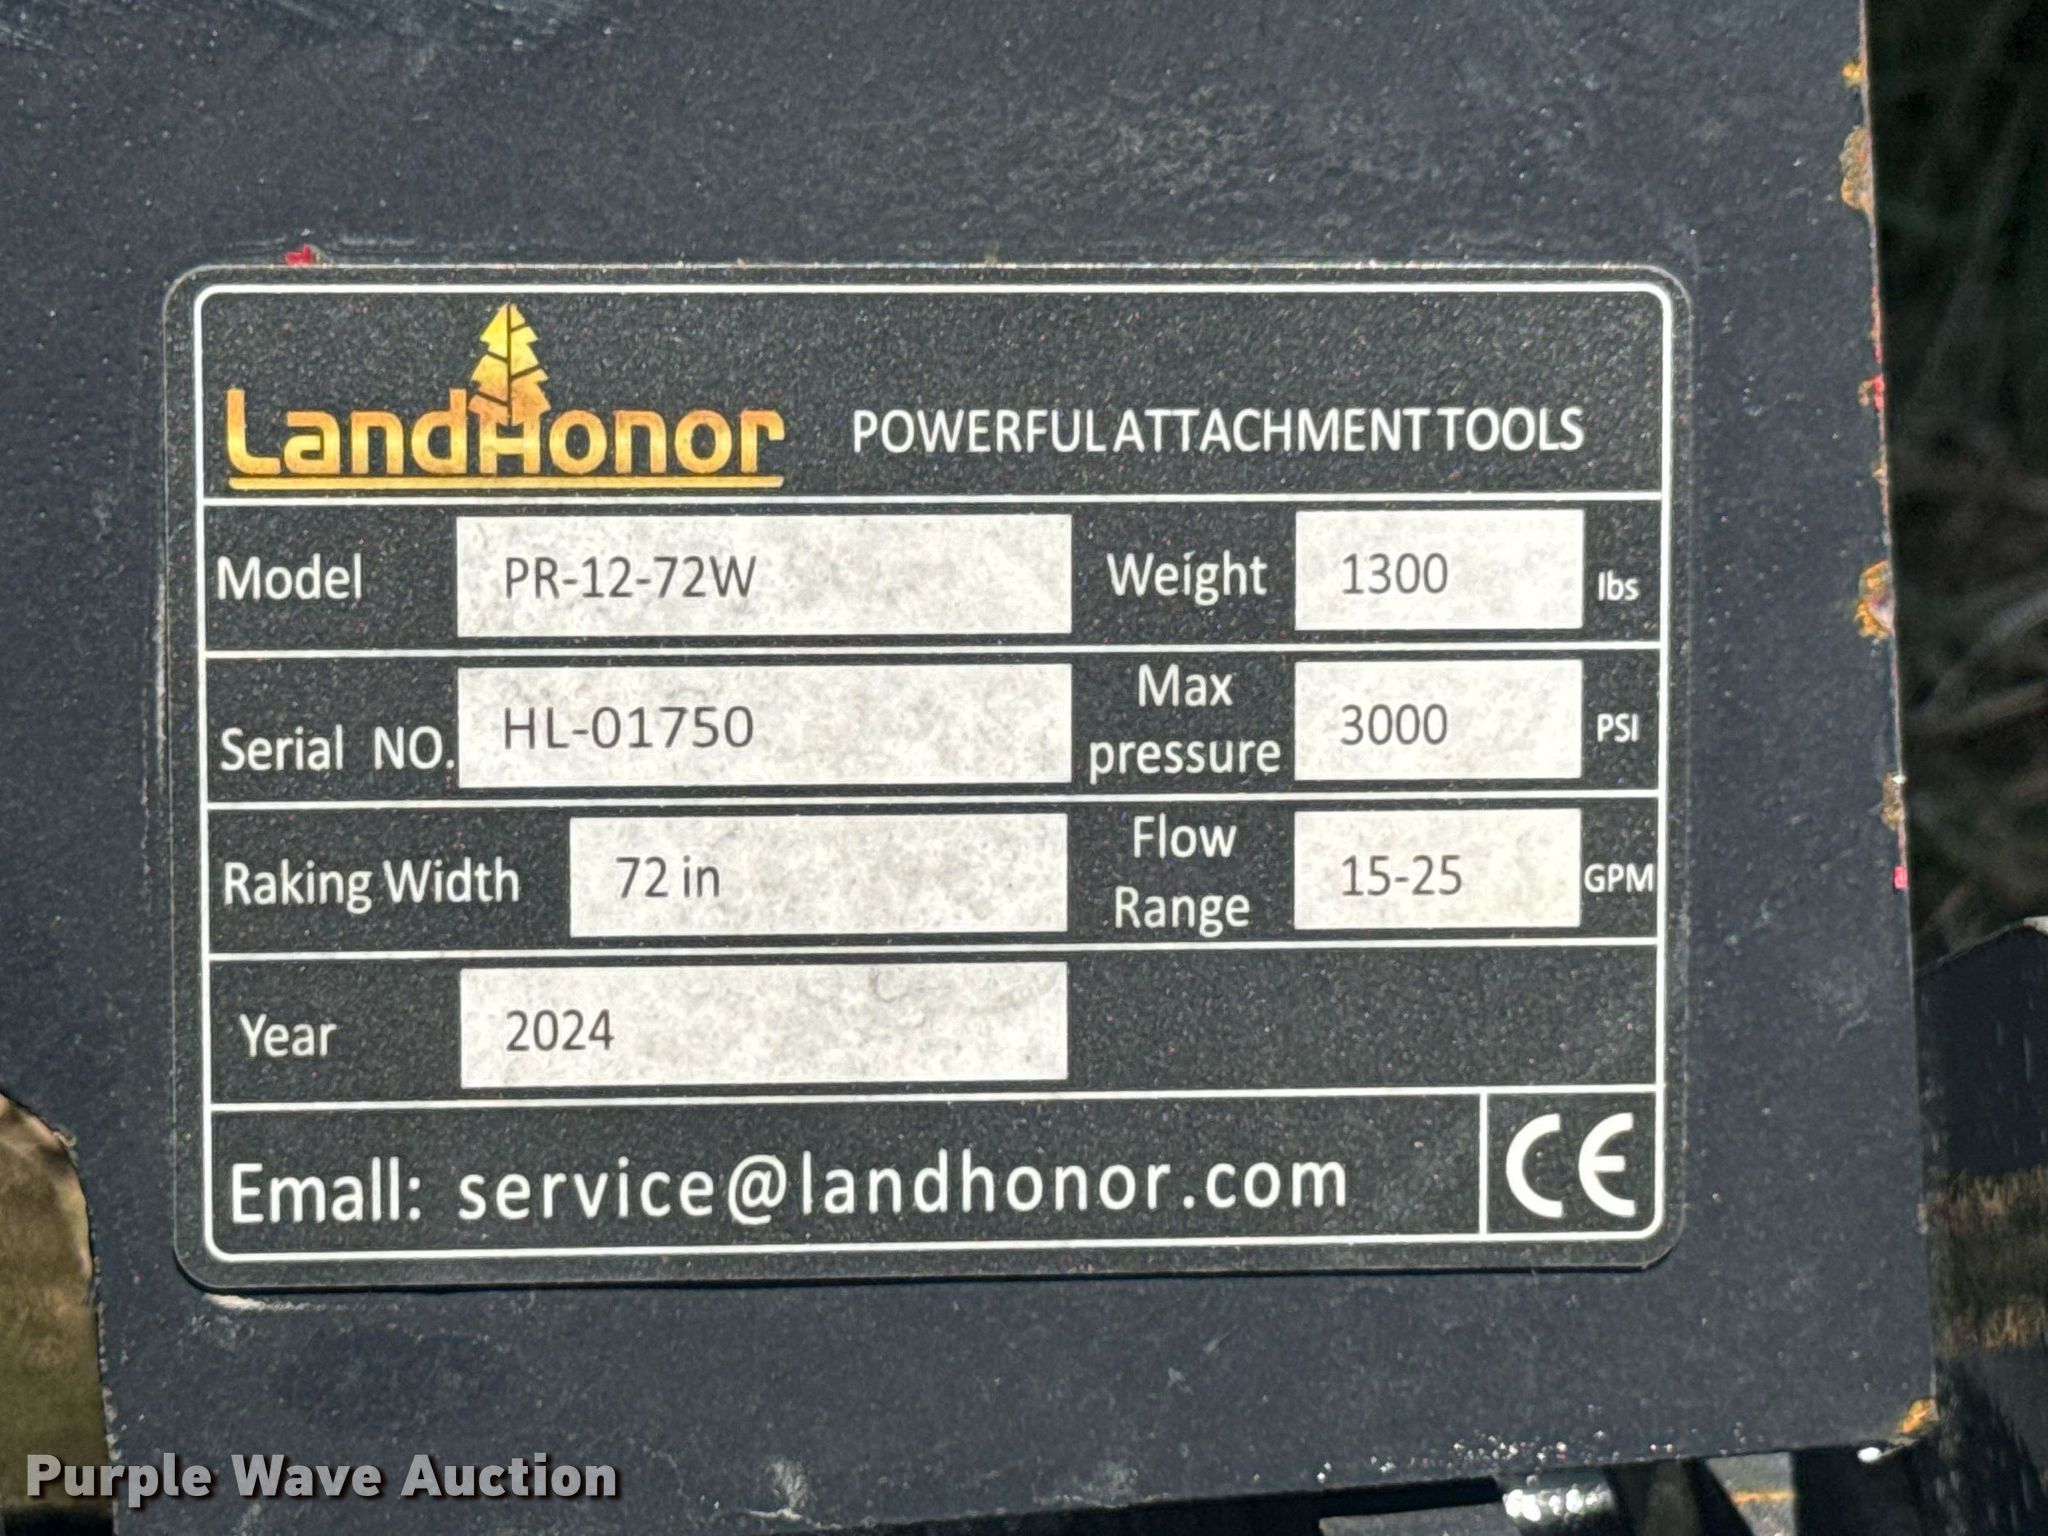 LandHonor POWERFUL ATTACHMENT TOOLS
Model PR-12-72W Weight 1300 lbs
Serial NO. HL-01750 Max pressure 3000 PSI
Raking Width 72 in Flow Range 15-25 GPM
Year 2024
Emall: service@landhonor.com CE
Purple Wave Auction